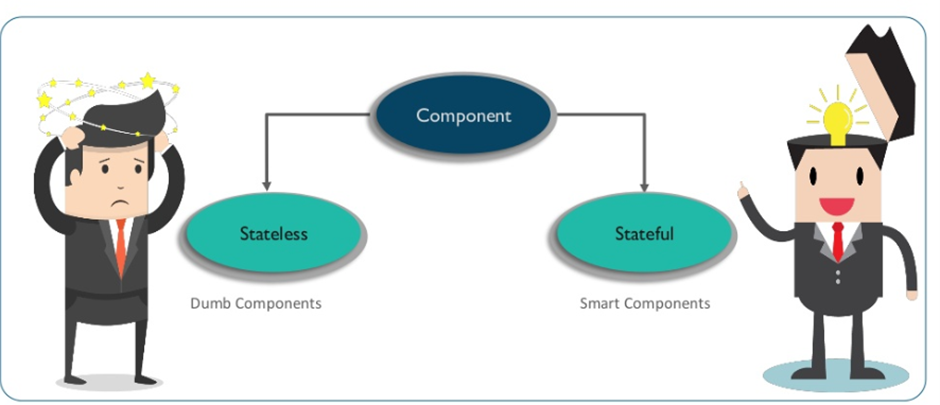 Component
Stateless
Stateful
Dumb Components
Smart Components